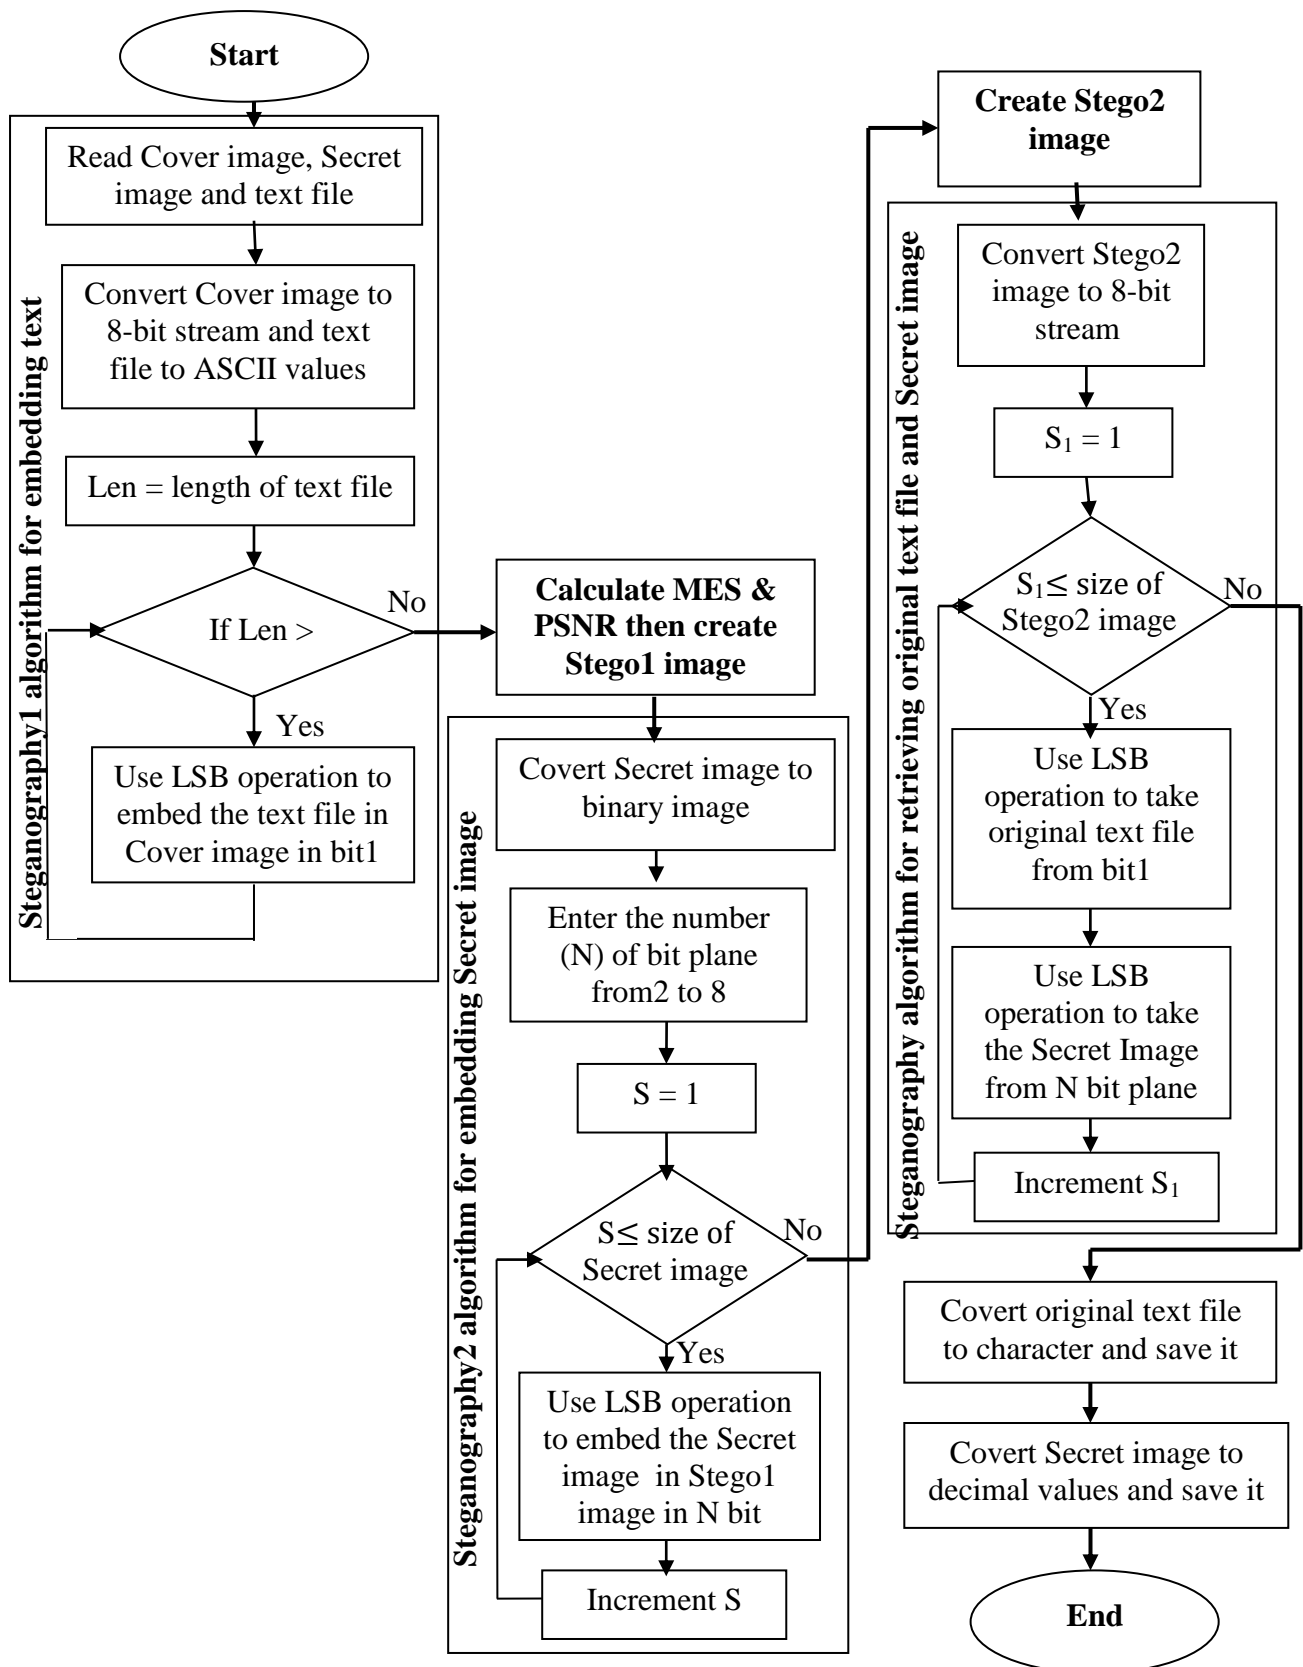 Start
Steganography1 algorithm for embedding text
Read Cover image, Secret
image and text file
Convert Cover image to
8-bit stream and text
file to ASCII values
Len = length of text file
If Len >
No
Yes
Use LSB operation to
embed the text file in
Cover image in bit1
Calculate MES &
PSNR then create
Stego1 image
Steganography2 algorithm for embedding Secret image
Covert Secret image to
binary image
Enter the number
(N) of bit plane
from2 to 8
S = 1
S≤ size of
Secret image
No
Yes
Use LSB operation
to embed the Secret
image in Stego1
image in N bit
Increment S
Create Stego2
image
Steganography algorithm for retrieving original text file and Secret image
Convert Stego2
image to 8-bit
stream
S₁ = 1
S₁≤ size of
Stego2 image
No
Yes
Use LSB
operation to take
original text file
from bit1
Use LSB
operation to take
the Secret Image
from N bit plane
Increment S₁
Covert original text file
to character and save it
Covert Secret image to
decimal values and save it
End